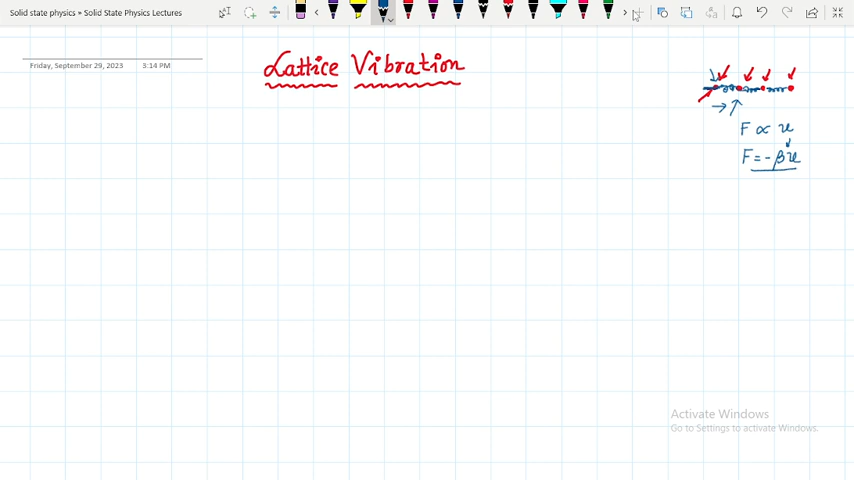 Solid state physics » Solid State Physics Lectures
Friday, September 29, 2023 3:14 PM
Lattice Vibration
F ∝ x
F = - βx
Activate Windows
Go to Settings to activate Windows.